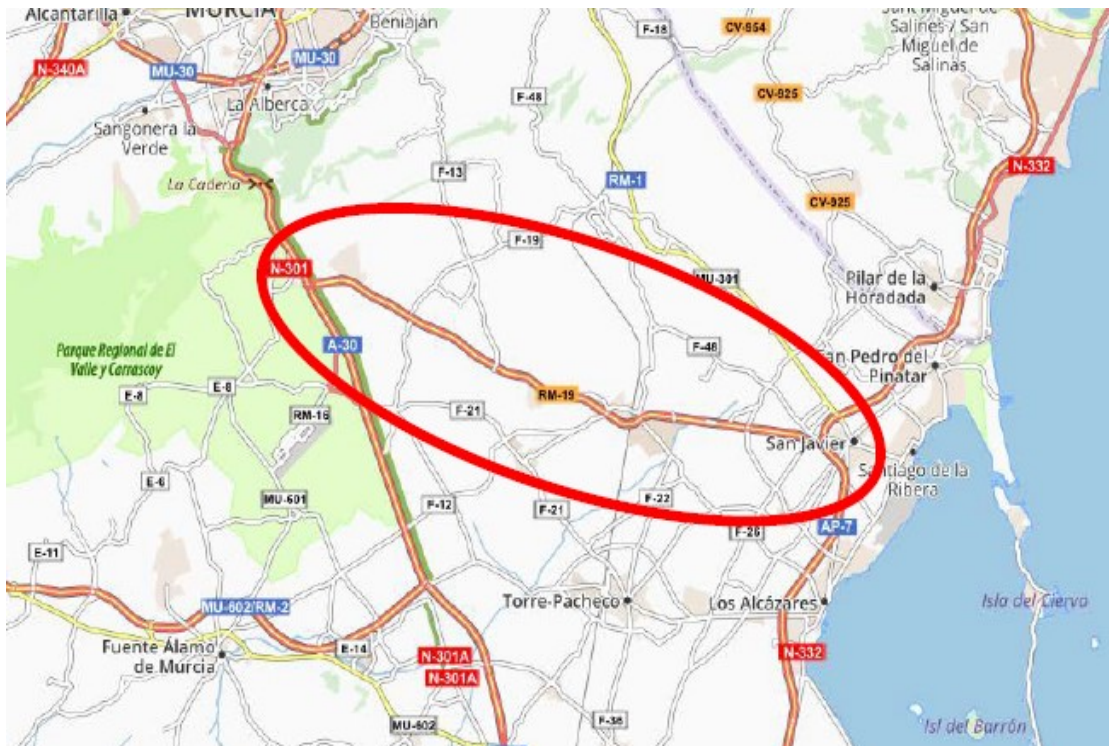 Alcantarilla
MURCIA
Beniaján
MU-30
MU-30
N-340A
La Alberca
Sangonera la
Verde
La Cadena
F-18
CV-954
Salines / San
Miguel de
Salinas
CV-925
F-48
F-13
RM-1
N-332
CV-925
F-19
N-301
MU-301
Pilar de la
Horadada
A-30
Parque Regional de El
Valle y Carrascoy
F-48
San Pedro del
Pinatar
E-8
E-8
RM-16
F-21
RM-19
San Javier
Santiago de la
Ribera
E-6
MU-601
F-12
F-21
F-22
F-26
AP-7
E-11
MU-602/RM-2
Torre-Pacheco
Los Alcázares
Isla del Ciervo
Fuente Álamo
de Murcia
E-14
N-301A
N-301A
N-332
MU-602
F-36
Isl del Barrón